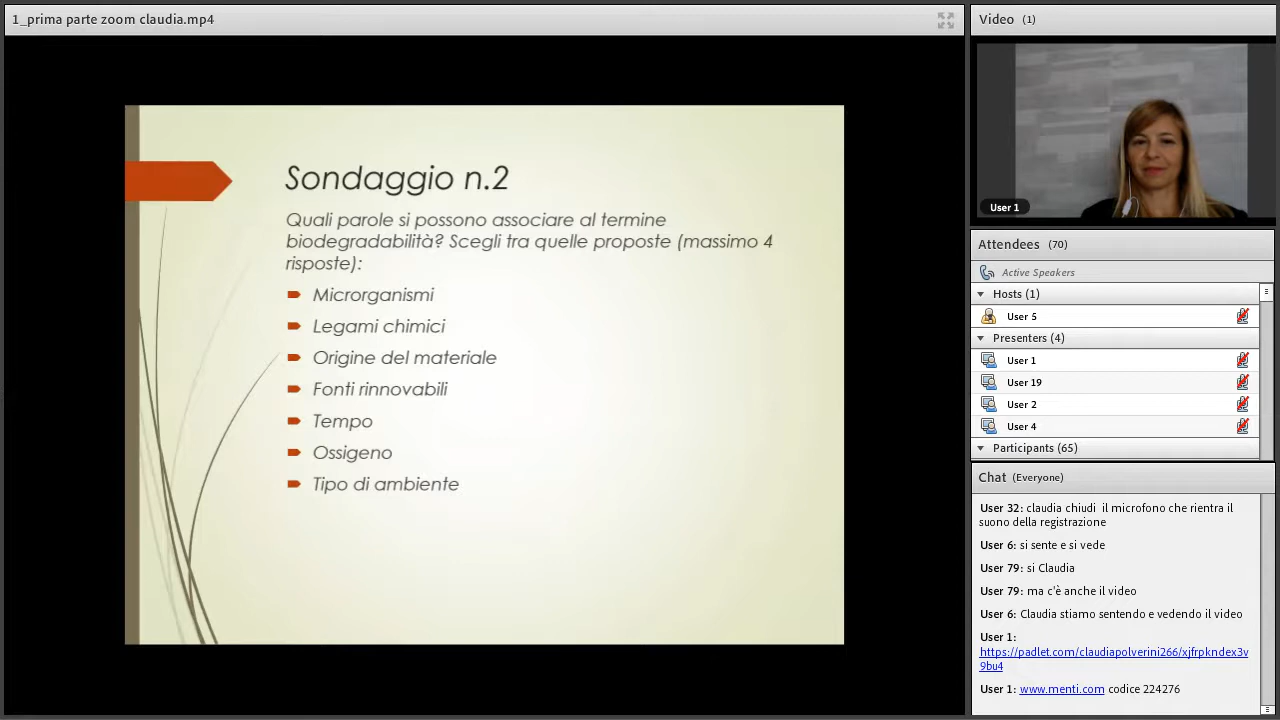 1_prima parte zoom claudia.mp4
Sondaggio n.2
Quali parole si possono associare al termine
biodegradabilità? Scegli tra quelle proposte (massimo 4
risposte):
Microrganismi
Legami chimici
Origine del materiale
Fonti rinnovabili
Tempo
Ossigeno
Tipo di ambiente
Video (1)
User 1
Attendees (70)
Active Speakers
Hosts (1)
User 5
Presenters (4)
User 1
User 19
User 2
User 4
Participants (65)
Chat (Everyone)
User 32: claudia chiudi il microfono che rientra il
suono della registrazione
User 6: si sente e si vede
User 79: si Claudia
User 79: ma c'è anche il video
User 6: Claudia stiamo sentendo e vedendo il video
User 1:
https://padlet.com/claudiapolverini266/xjfrpkndex3v
9bu4
User 1: www.menti.com codice 224276